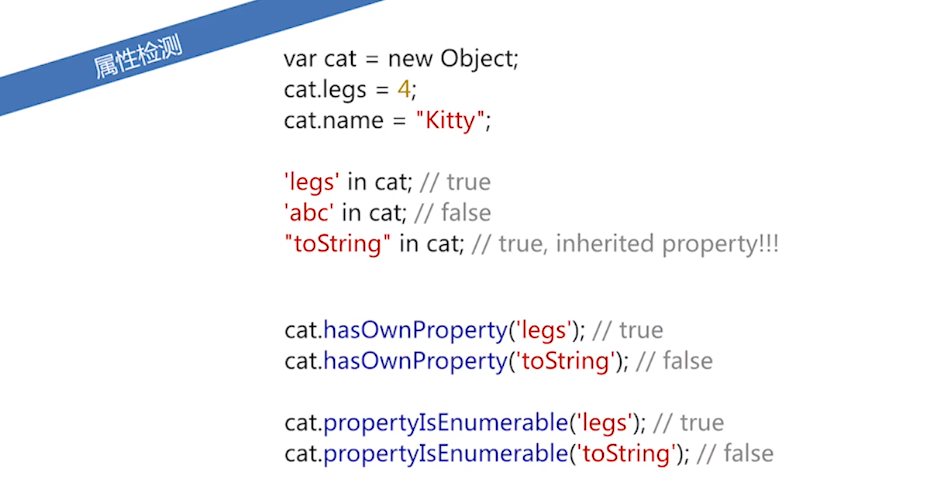 属性检测
var cat = new Object;
cat.legs = 4;
cat.name = "Kitty";
'legs' in cat; // true
'abc' in cat; // false
"toString" in cat; // true, inherited property!!!
cat.hasOwnProperty('legs'); // true
cat.hasOwnProperty('toString'); // false
cat.propertyIsEnumerable('legs'); // true
cat.propertyIsEnumerable('toString'); // false